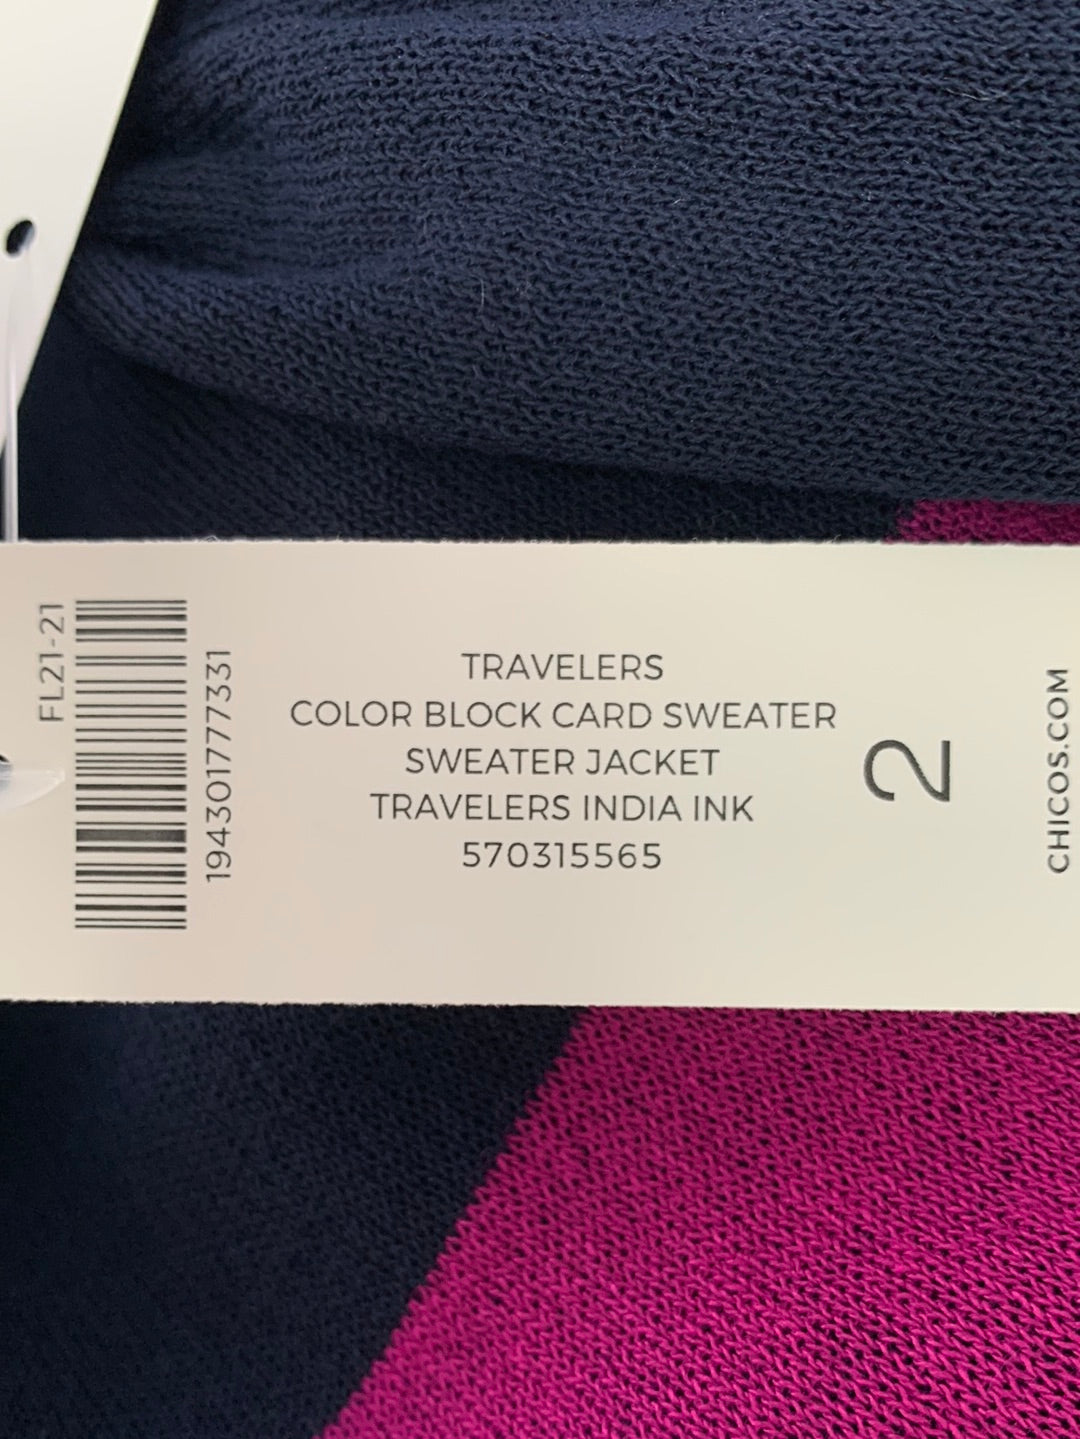 FL21-21
194301777331
TRAVELERS
COLOR BLOCK CARD SWEATER
SWEATER JACKET
TRAVELERS INDIA INK
570315565
2
CHICOS.COM